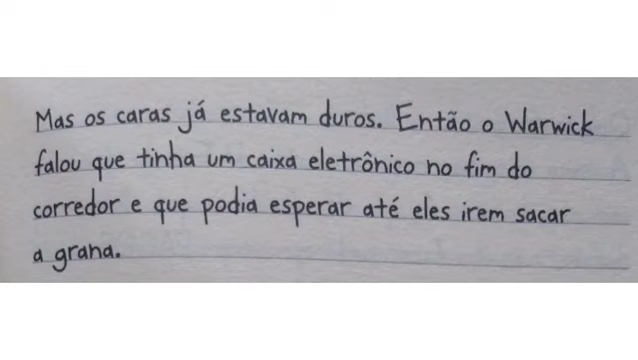 Mas os caras já estavam duros. Então o Warwick
falou que tinha um caixa eletrônico no fim do
corredor e que podia esperar até eles irem sacar
a grana.